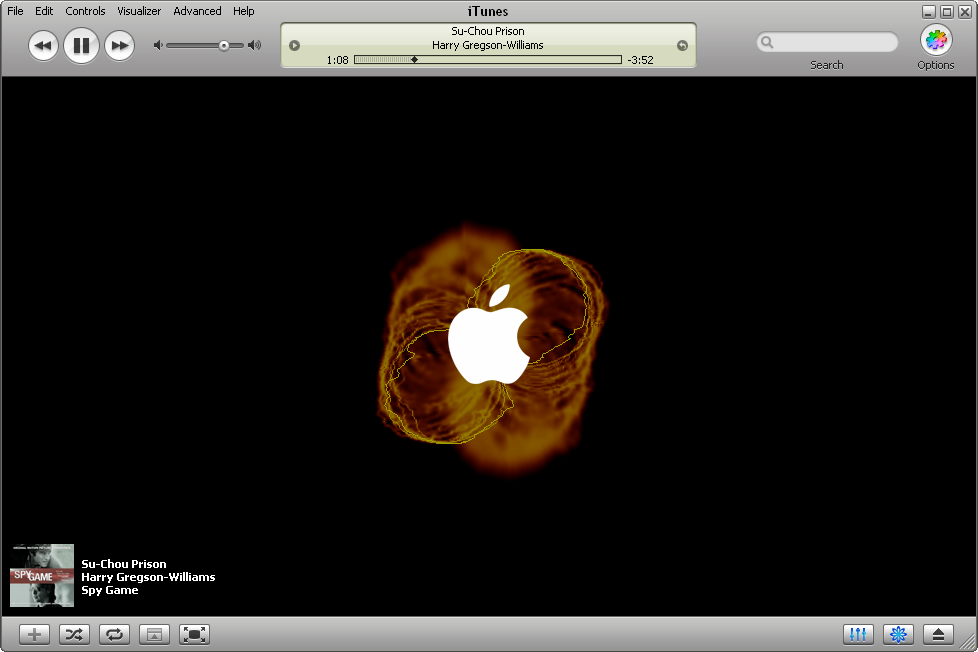 File Edit Controls Visualizer Advanced Help
iTunes
Su-Chou Prison
Harry Gregson-Williams
1:08
-3:52
Search
Options
SPY GAME
Su-Chou Prison
Harry Gregson-Williams
Spy Game